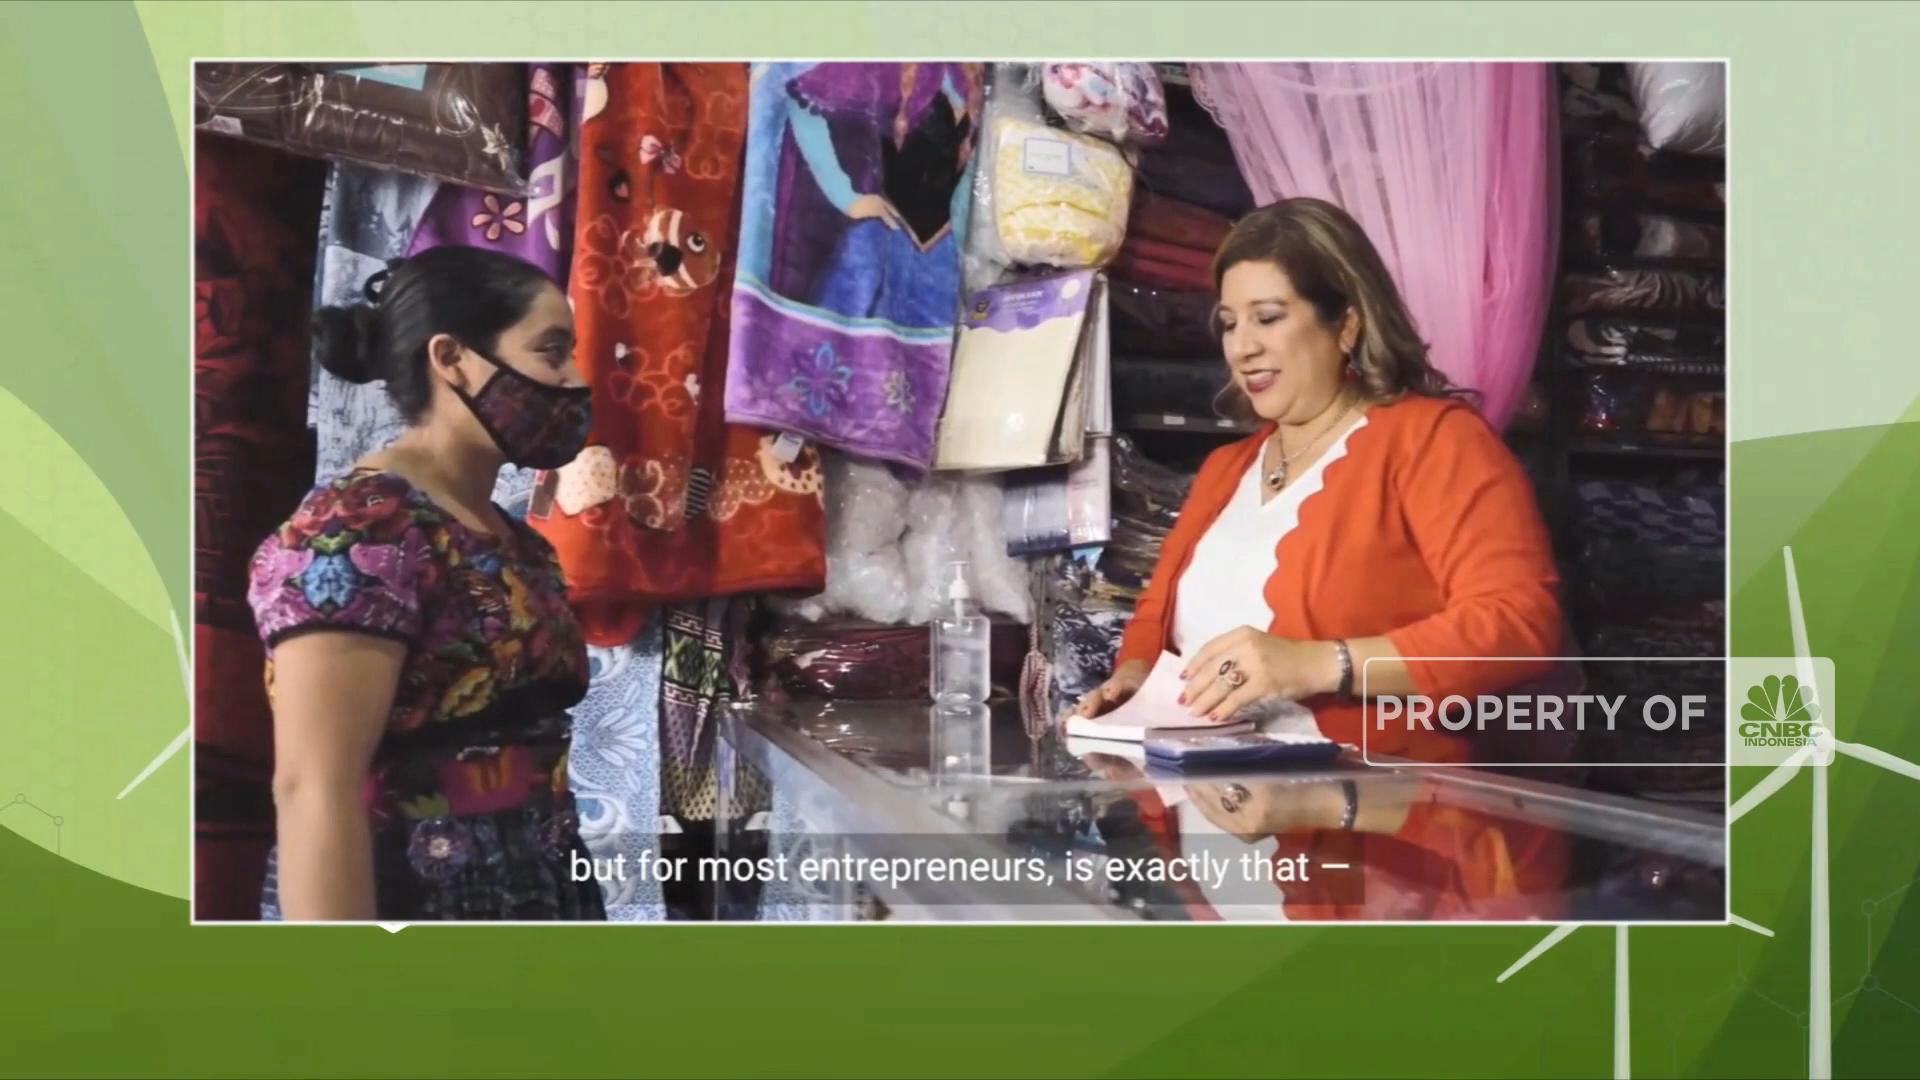 PROPERTY OF
CNBC
INDONESIA
but for most entrepreneurs, is exactly that —